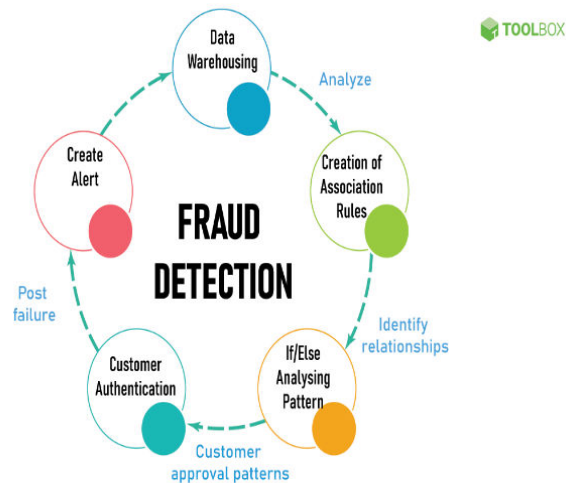 TOOLBOX
Data
Warehousing
Analyze
Creation of
Association
Rules
Identify
relationships
If/Else
Analysing
Pattern
Customer
approval patterns
Customer
Authentication
Post
failure
Create
Alert
FRAUD
DETECTION